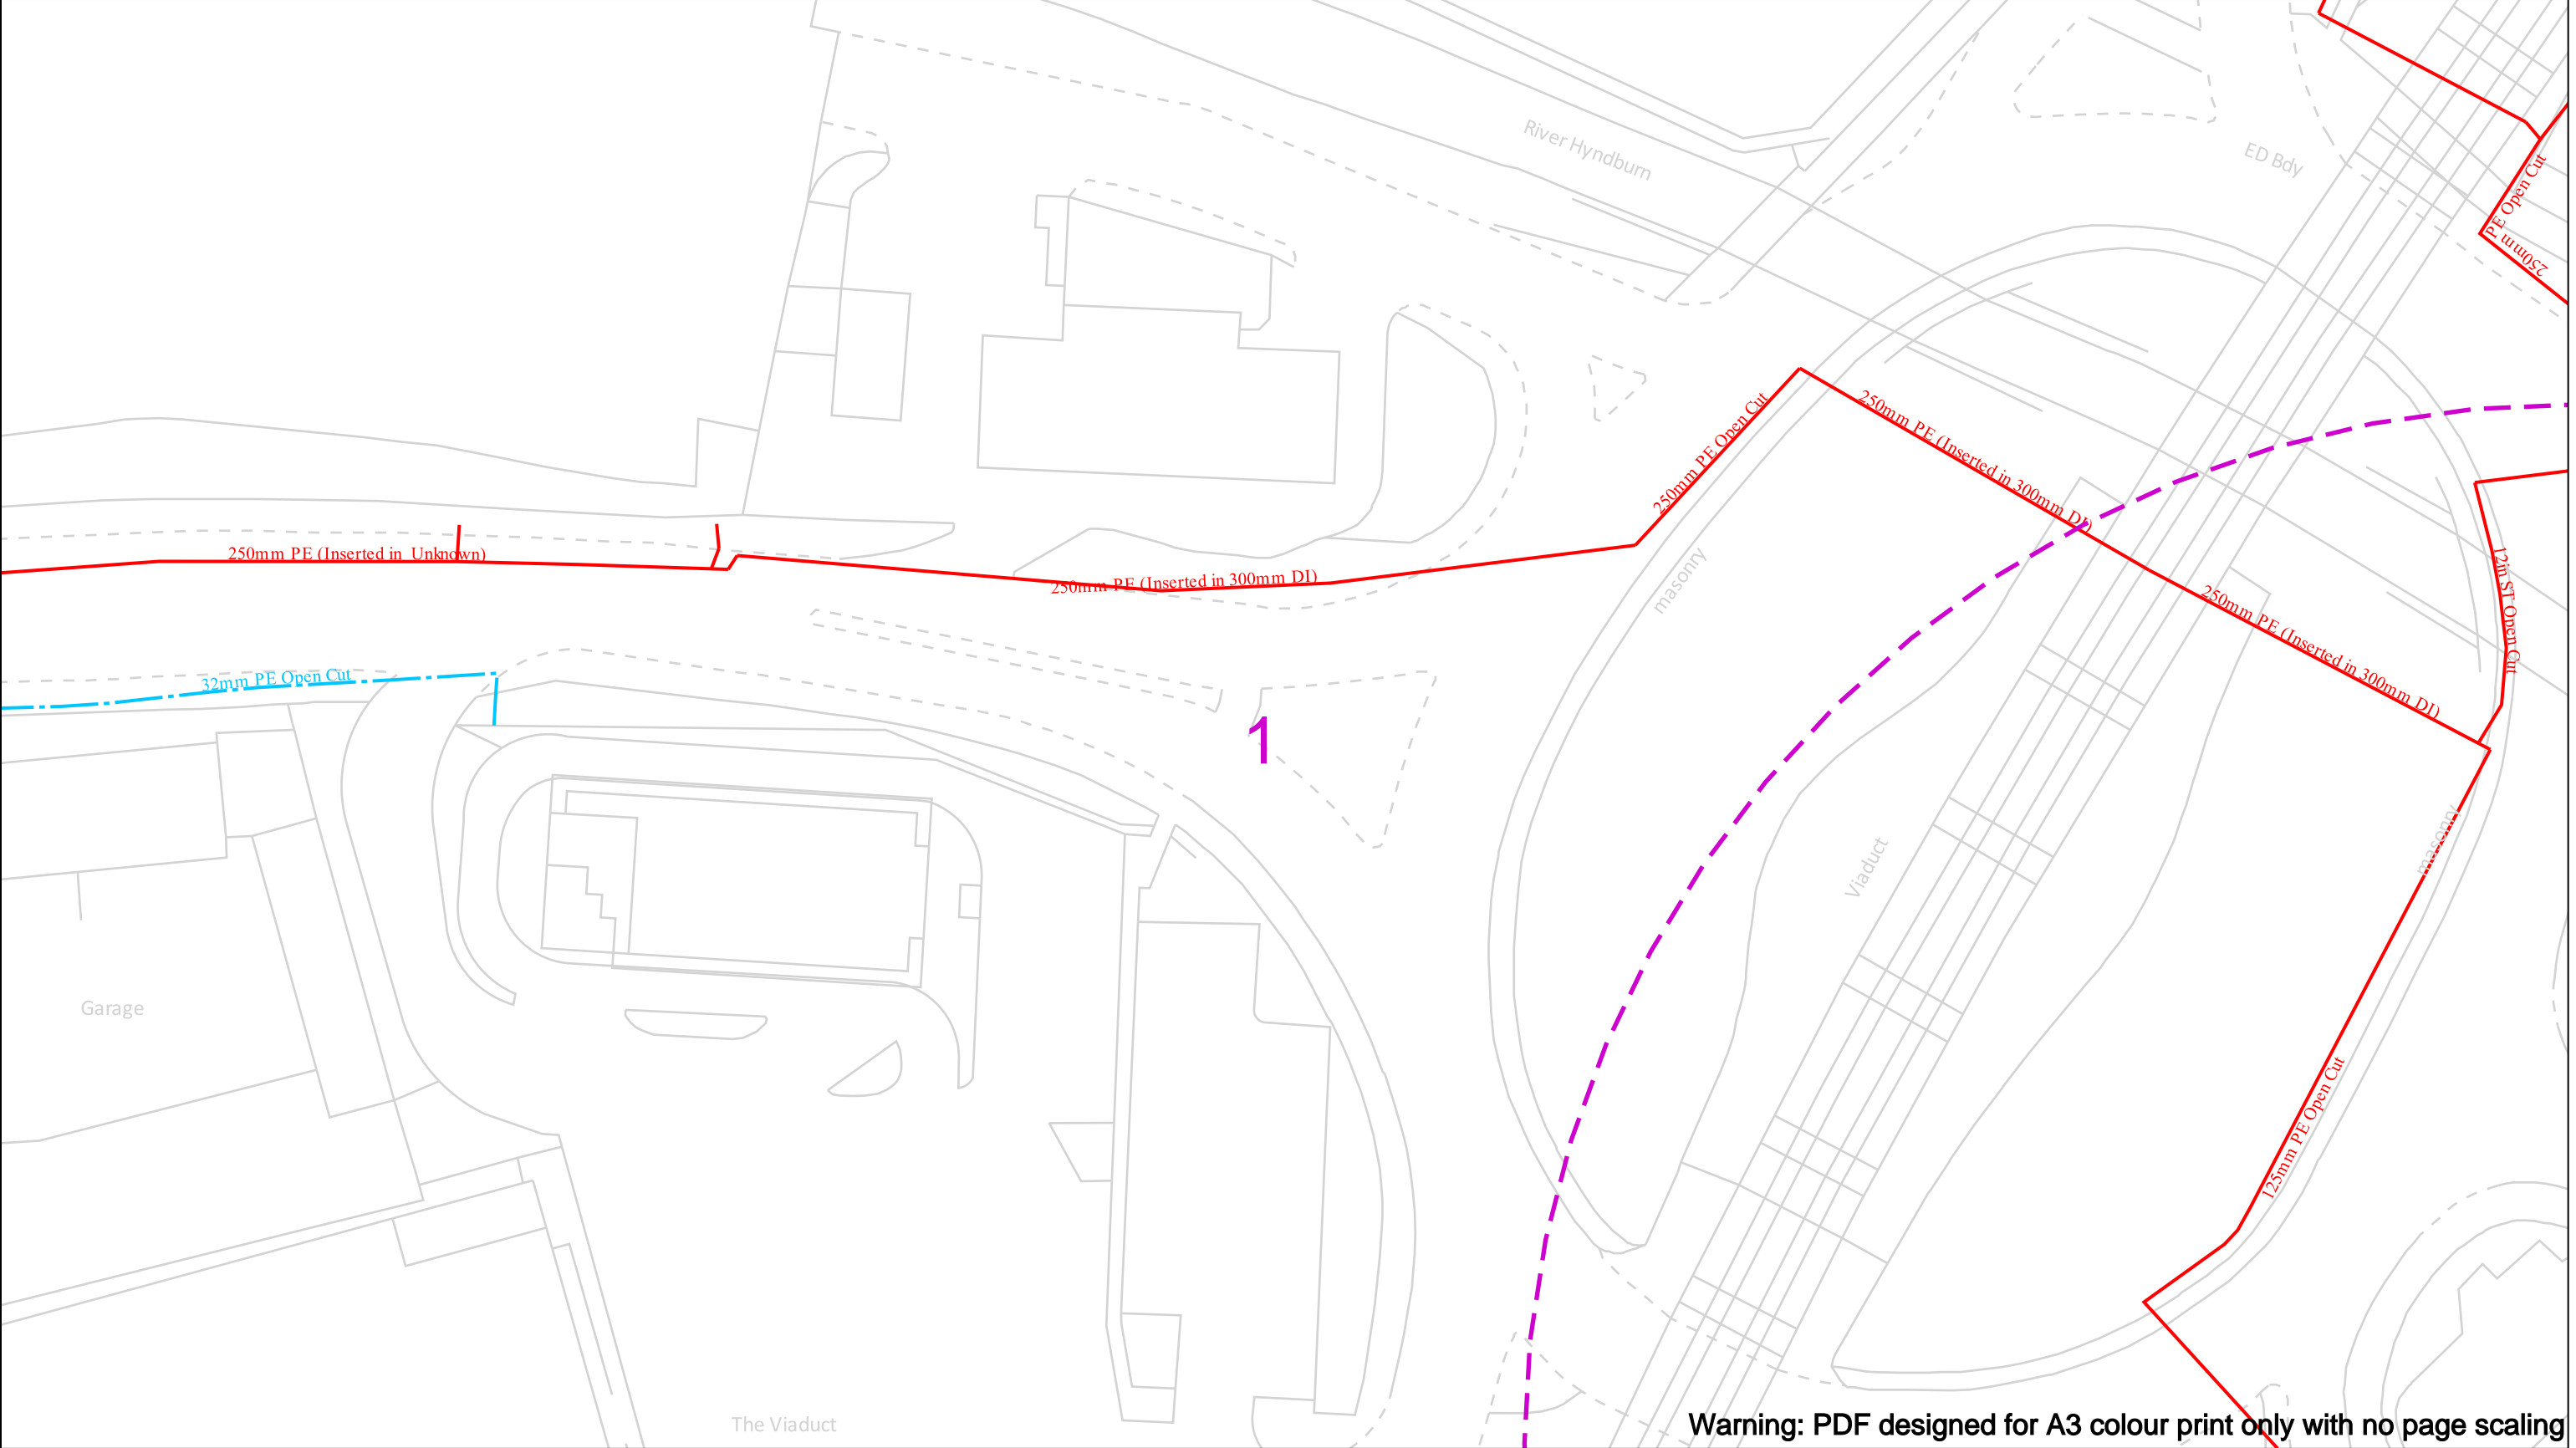 River Hyndburn
ED Bdy
PE Open Cut
250mm
250mm PE Open Cut
250mm PE (Inserted in 300mm DI)
250mm PE (Inserted in Unknown)
250mm PE (Inserted in 300mm DI)
masonry
12in ST Open Cut
250mm PE (Inserted in 300mm DI)
32mm PE Open Cut
1
Viaduct
masonry
Garage
125mm PE Open Cut
The Viaduct
Warning: PDF designed for A3 colour print only with no page scaling